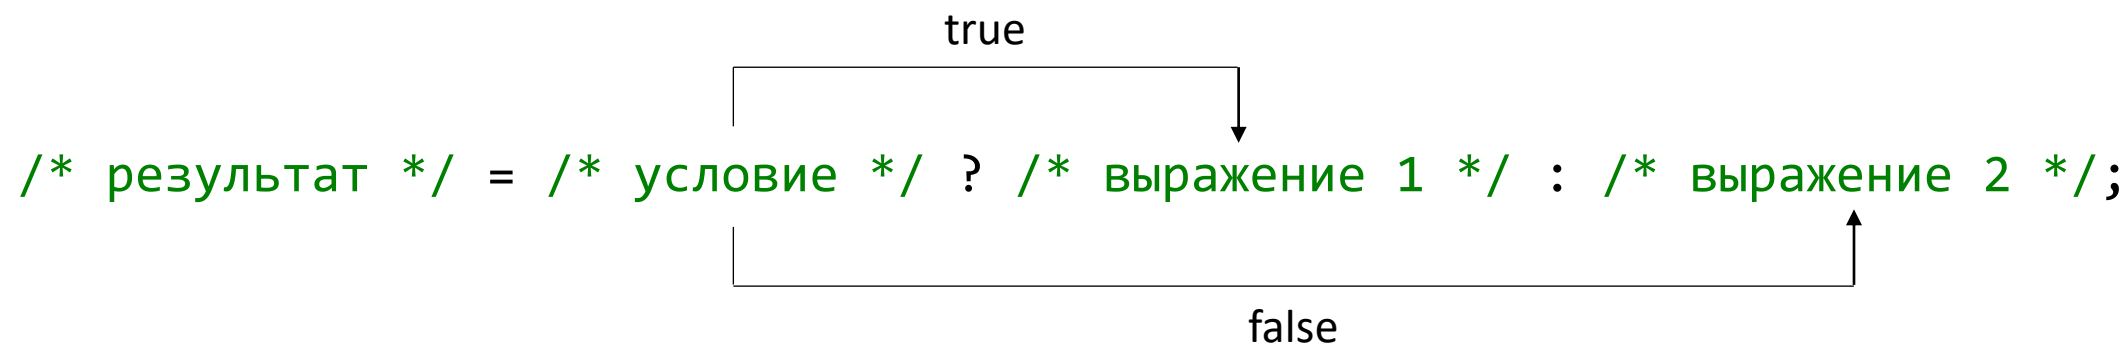 true
/* результат */ = /* условие */ ? /* выражение 1 */ : /* выражение 2 */;
false